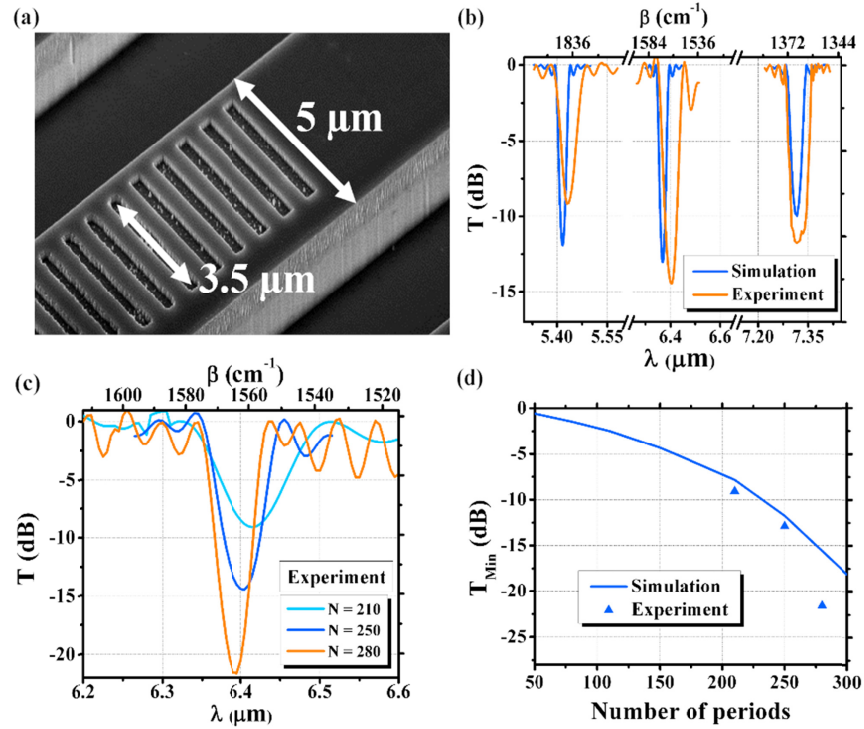 (a)
5 μm
3.5 μm
(b)
β (cm⁻¹)
1836 1584 1536 1372 1344
0
-5
-10
-15
T (dB)
Simulation
Experiment
5.40 5.55 6.4 6.6 7.20 7.35
λ (μm)
(c)
β (cm⁻¹)
1600 1580 1560 1540 1520
0
-5
-10
-15
-20
T (dB)
Experiment
N = 210
N = 250
N = 280
6.2 6.3 6.4 6.5 6.6
λ (μm)
(d)
0
-5
-10
-15
-20
-25
T_Min (dB)
Simulation
Experiment
50 100 150 200 250 300
Number of periods